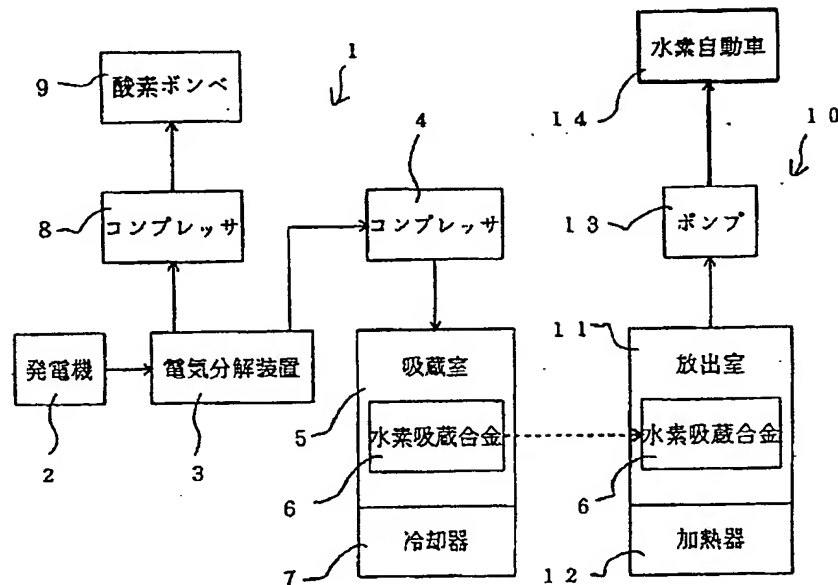 1
9
酸素ボンベ
水素自動車
14
10
4
8
コンプレッサ
コンプレッサ
13
ポンプ
発電機
2
電気分解装置
3
吸蔵室
5
水素吸蔵合金
6
冷却器
7
11
放出室
水素吸蔵合金
6
加熱器
12